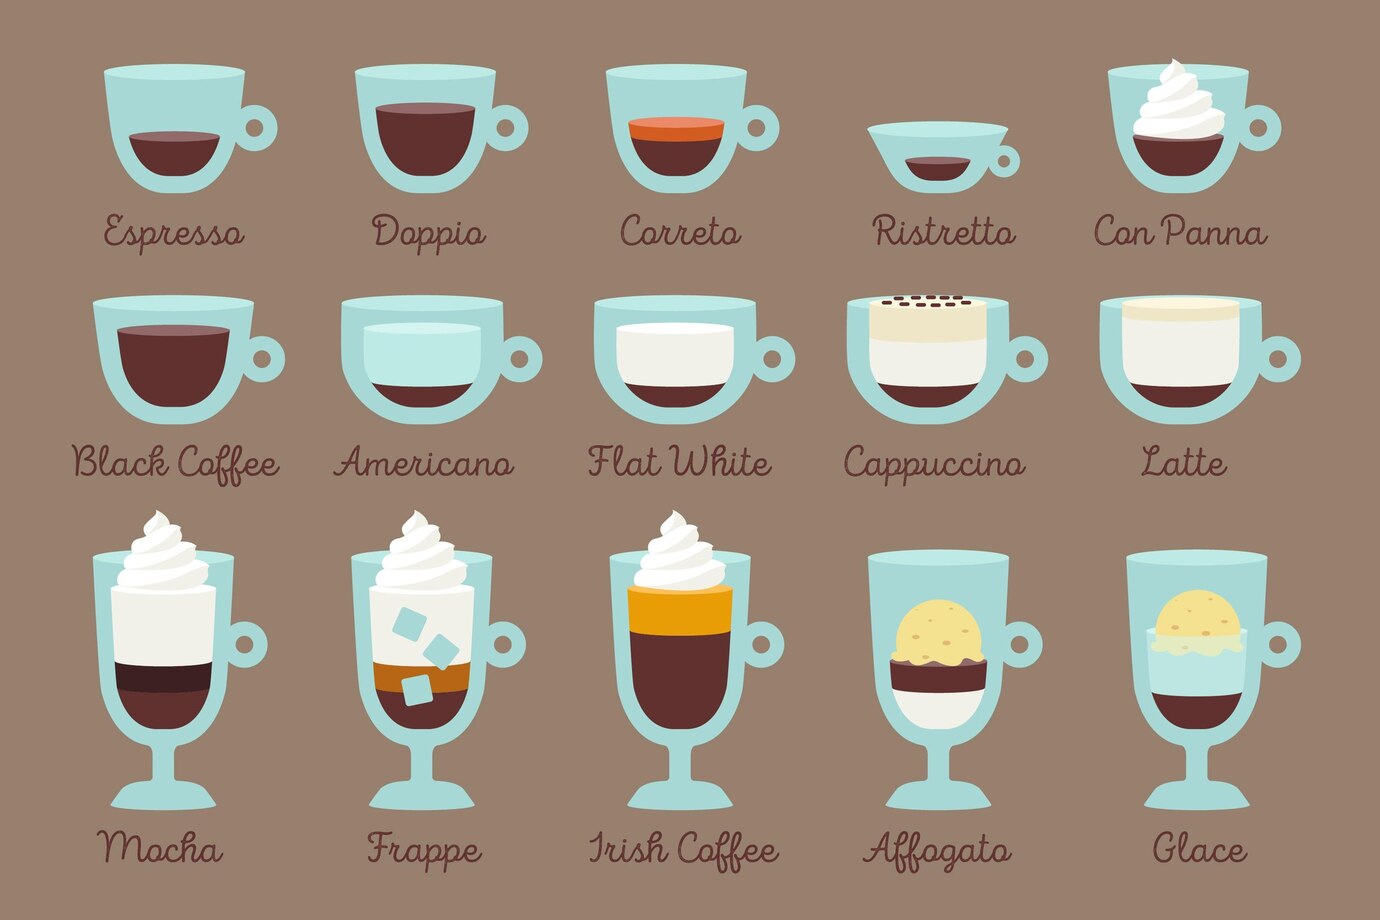 Espresso
Doppio
Correto
Ristretto
Con Panna
Black Coffee
Americano
Flat White
Cappuccino
Latte
Mocha
Frappe
Irish Coffee
Affogato
Glace